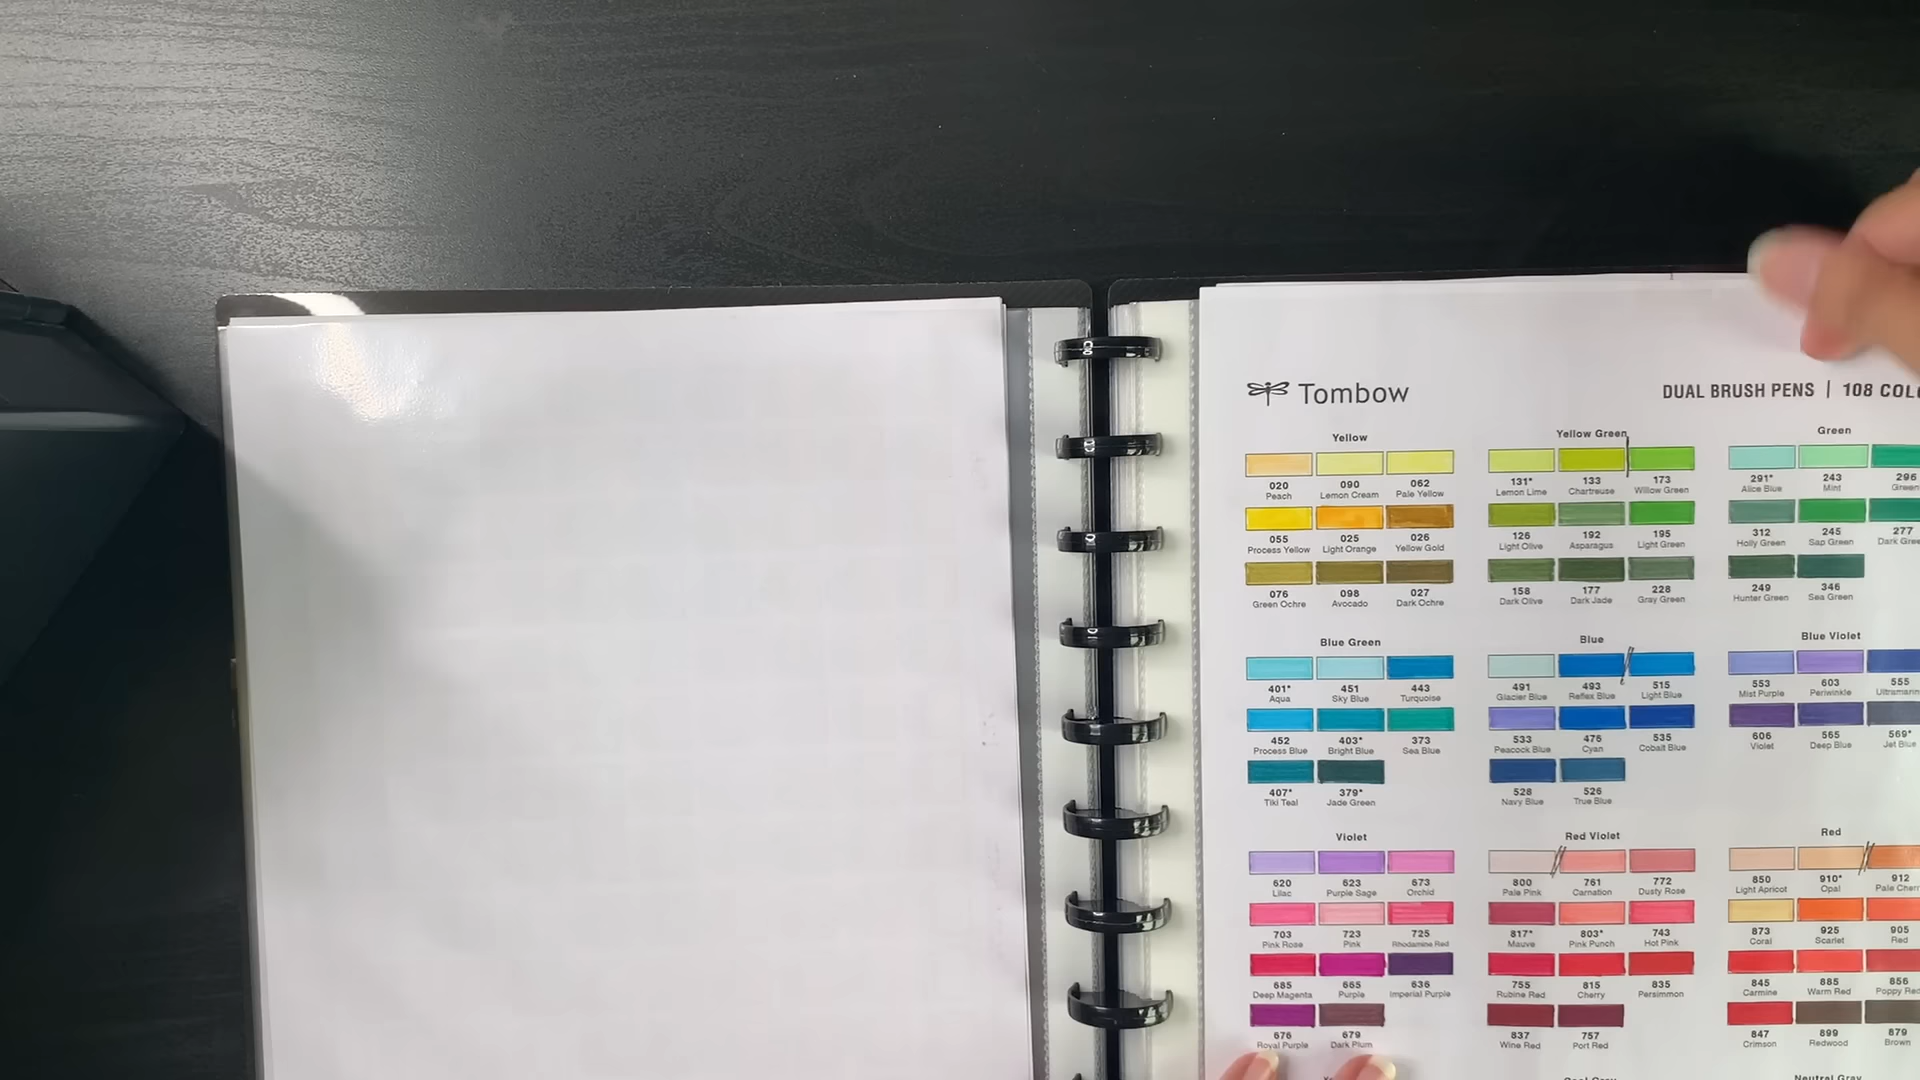 Tombow
DUAL BRUSH PENS | 108
Yellow Yellow Green Green
020 090 062 131* 133 173 291* 243 296
Peach Lemon Cream Pale Yellow Lemon Lime Chartreuse Willow Green Alice Blue Mint Green
055 025 026 126 192 195 312 245 277
Process Yellow Light Orange Yellow Gold Light Olive Asparagus Light Green Holly Green Sap Green Dark
076 098 027 158 177 228 249 346
Green Ochre Avocado Dark Ochre Dark Olive Dark Jade Gray Green Hunter Green Sea Green
Blue Green Blue Blue Violet
401* 451 443 491 493 515 553 603 555
Aqua Sky Blue Turquoise Glacier Blue Reflex Blue Light Blue Mist Purple Periwinkle
452 403* 373 533 476 535 606 565 569*
Process Blue Bright Blue Sea Blue Peacock Blue Cyan Cobalt Blue Violet Deep Blue Jet Blue
407* 379* 528 526
Tiki Teal Jade Green Navy Blue True Blue
Violet Red Violet Red
620 623 673 800 761 772 850 910* 912
Lilac Purple Sage Orchid Pale Pink Carnation Dusty Rose Light Apricot Opal Pale
703 723 725 817* 803* 743 873 925 905
Pink Rose Pink Rhodamine Red Mauve Pink Punch Hot Pink Coral Scarlet Red
685 665 636 755 815 835 845 885 856
Deep Magenta Purple Imperial Purple Rubine Red Cherry Persimmon Carmine Warm Red Poppy
676 679 837 757 847 899 879
Royal Purple Dark Plum Wine Red Port Red Crimson Redwood Brown
Neutral Gray